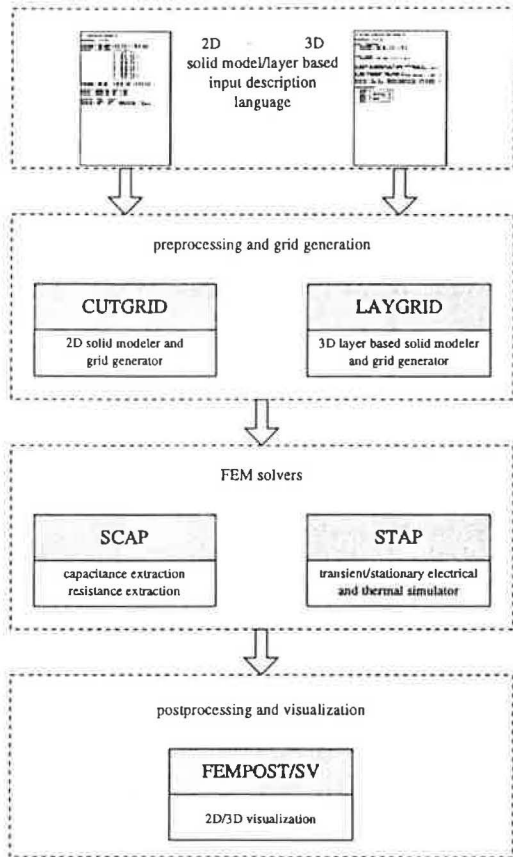 2D 3D
solid model/layer based
input description
language
preprocessing and grid generation
CUTGRID
LAYGRID
2D solid modeler and
grid generator
3D layer based solid modeler
and grid generator
FEM solvers
SCAP
STAP
capacitance extraction
resistance extraction
transient/stationary electrical
and thermal simulator
postprocessing and visualization
FEMPOST/SV
2D/3D visualization